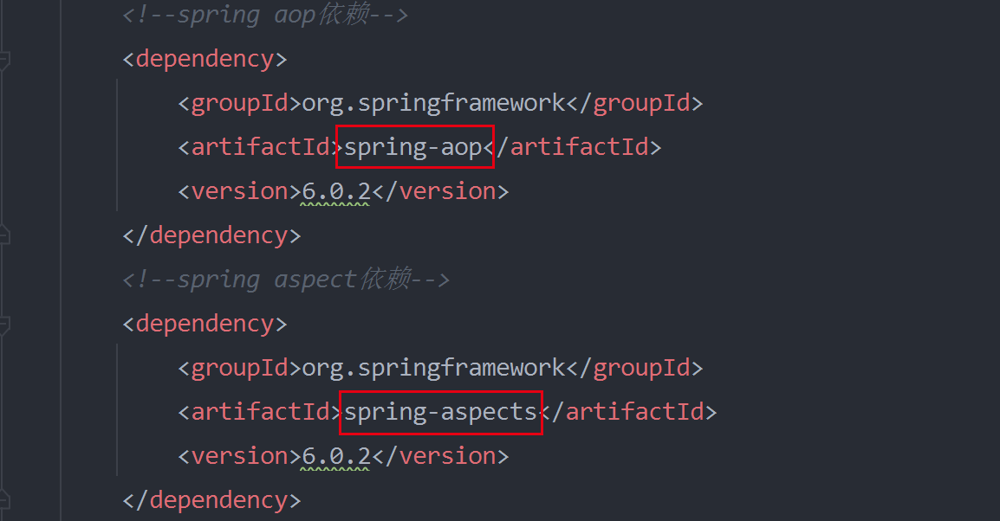 <!--spring aop依赖-->
<dependency>
<groupId>org.springframework</groupId>
<artifactId>spring-aop</artifactId>
<version>6.0.2</version>
</dependency>
<!--spring aspect依赖-->
<dependency>
<groupId>org.springframework</groupId>
<artifactId>spring-aspects</artifactId>
<version>6.0.2</version>
</dependency>